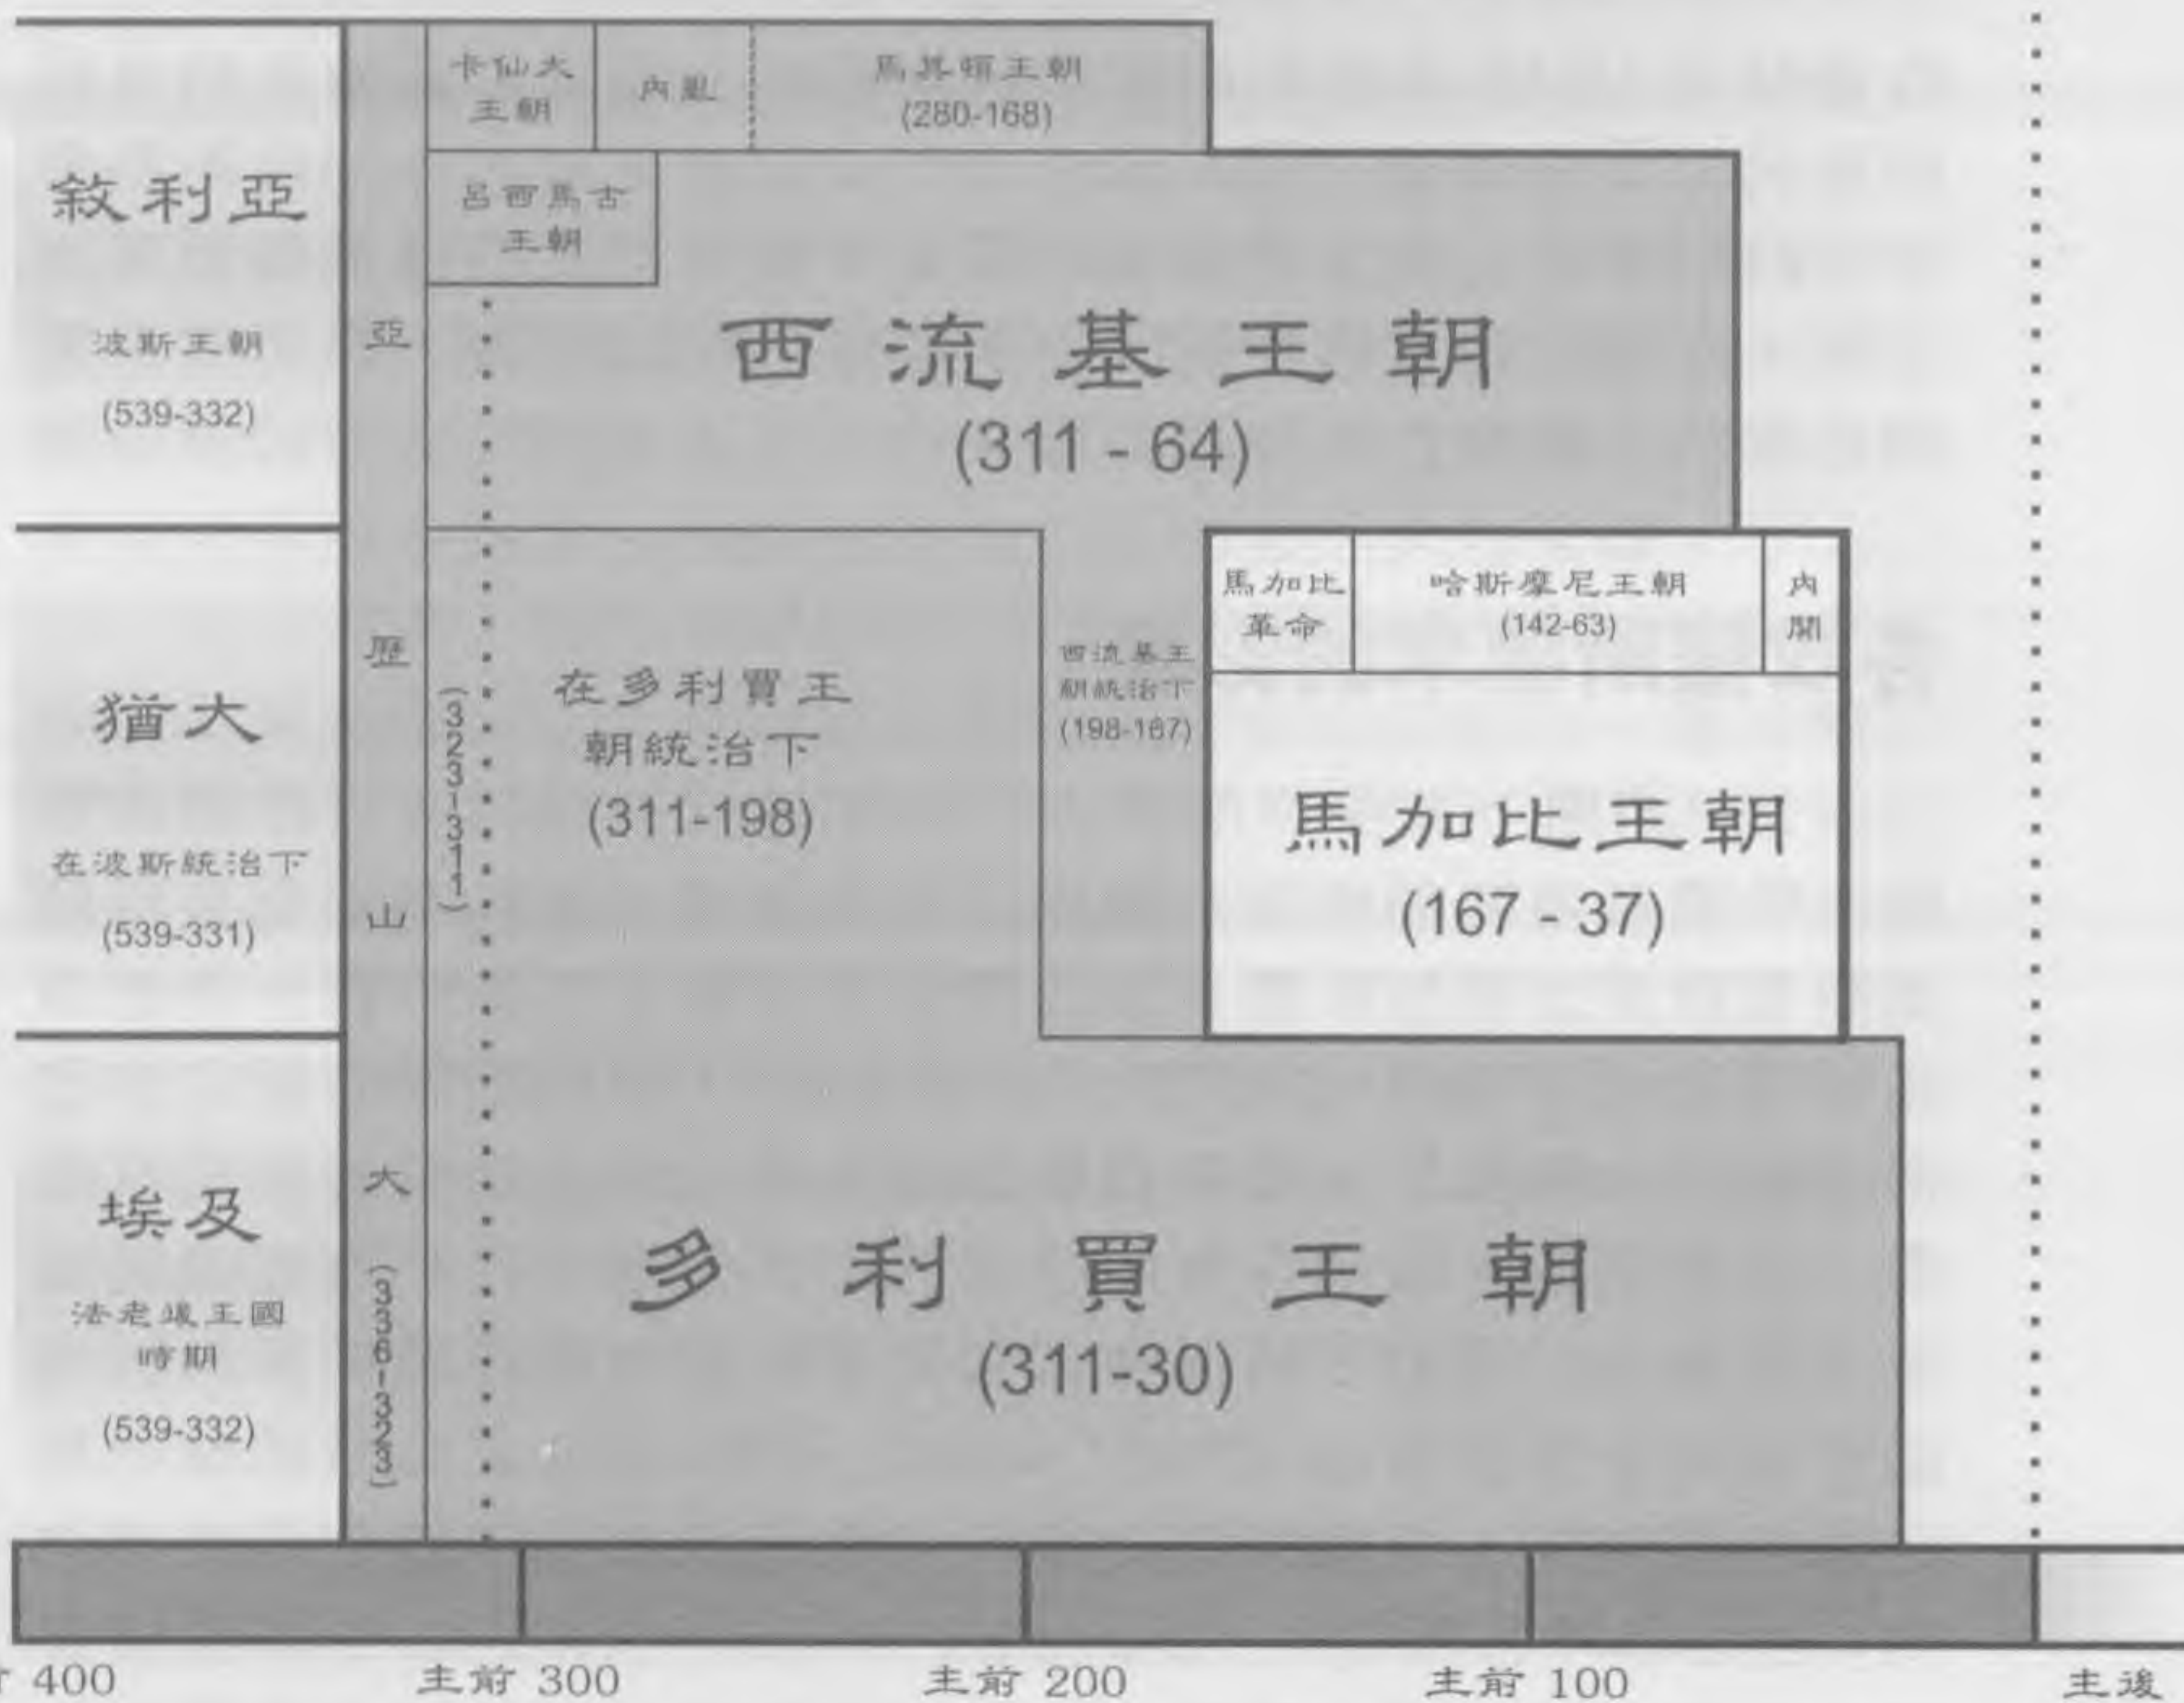 敘利亞
波斯王朝
(539-332)
猶大
在波斯統治下
(539-331)
埃及
法老後王國
時期
(539-332)
亞歷山大(336-323)
(323-311)
卡仙大
王朝
內亂
馬其頓王朝
(280-168)
呂西馬古
王朝
西流基王朝
(311 - 64)
在多利買王
朝統治下
(311-198)
西流基王
朝統治下
(198-167)
馬加比
革命
哈斯摩尼王朝
(142-63)
內
鬨
馬加比王朝
(167 - 37)
多利買王朝
(311-30)
400
主前 300
主前 200
主前 100
主後